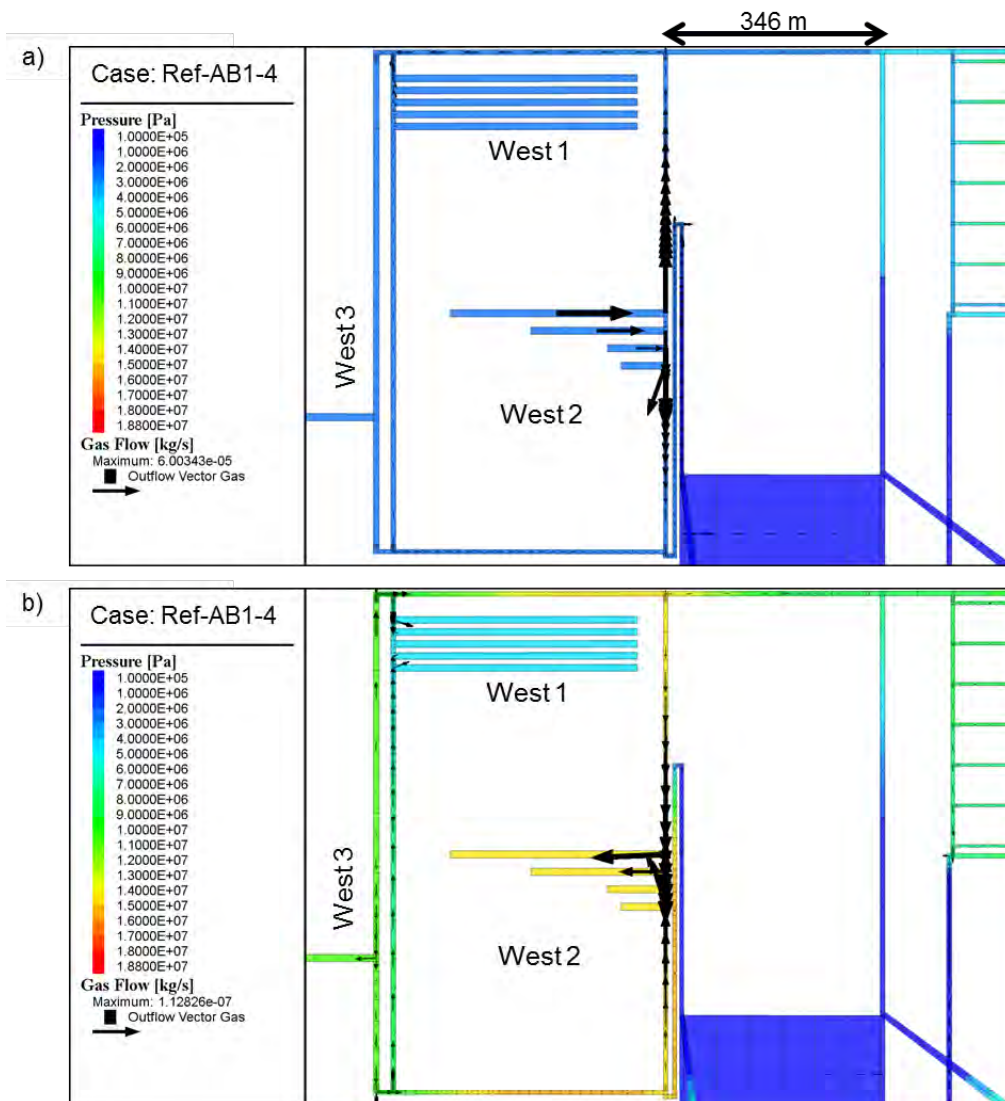 346 m
a)
Case: Ref-AB1-4
Pressure [Pa]
1.0000E+05
1.0000E+06
2.0000E+06
3.0000E+06
4.0000E+06
5.0000E+06
6.0000E+06
7.0000E+06
8.0000E+06
9.0000E+06
1.0000E+07
1.1000E+07
1.2000E+07
1.3000E+07
1.4000E+07
1.5000E+07
1.6000E+07
1.7000E+07
1.8000E+07
1.8800E+07
Gas Flow [kg/s]
Maximum: 6.00343e-05
Outflow Vector Gas
West 1
West 3
West 2
b)
Case: Ref-AB1-4
Pressure [Pa]
1.0000E+05
1.0000E+06
2.0000E+06
3.0000E+06
4.0000E+06
5.0000E+06
6.0000E+06
7.0000E+06
8.0000E+06
9.0000E+06
1.0000E+07
1.1000E+07
1.2000E+07
1.3000E+07
1.4000E+07
1.5000E+07
1.6000E+07
1.7000E+07
1.8000E+07
1.8800E+07
Gas Flow [kg/s]
Maximum: 1.12826e-07
Outflow Vector Gas
West 1
West 3
West 2